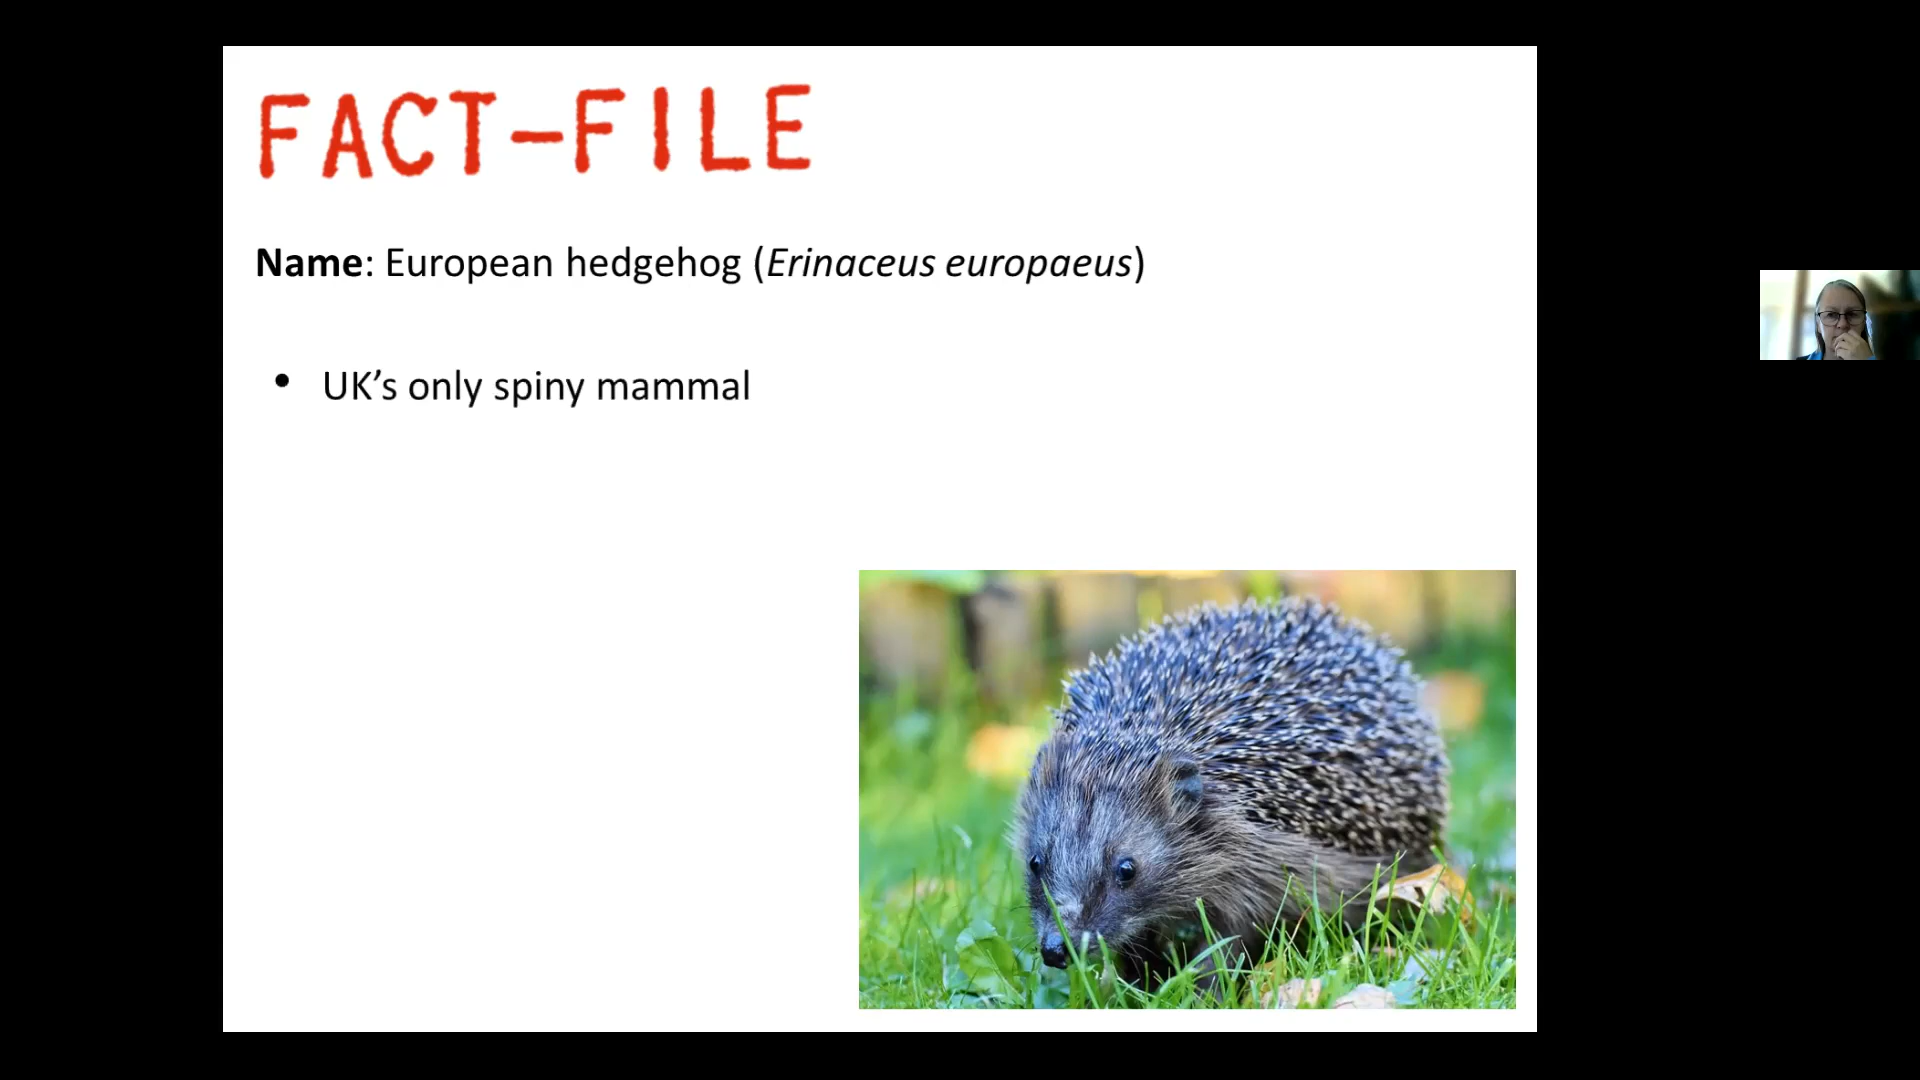 FACT-FILE
Name: European hedgehog (Erinaceus europaeus)
• UK’s only spiny mammal